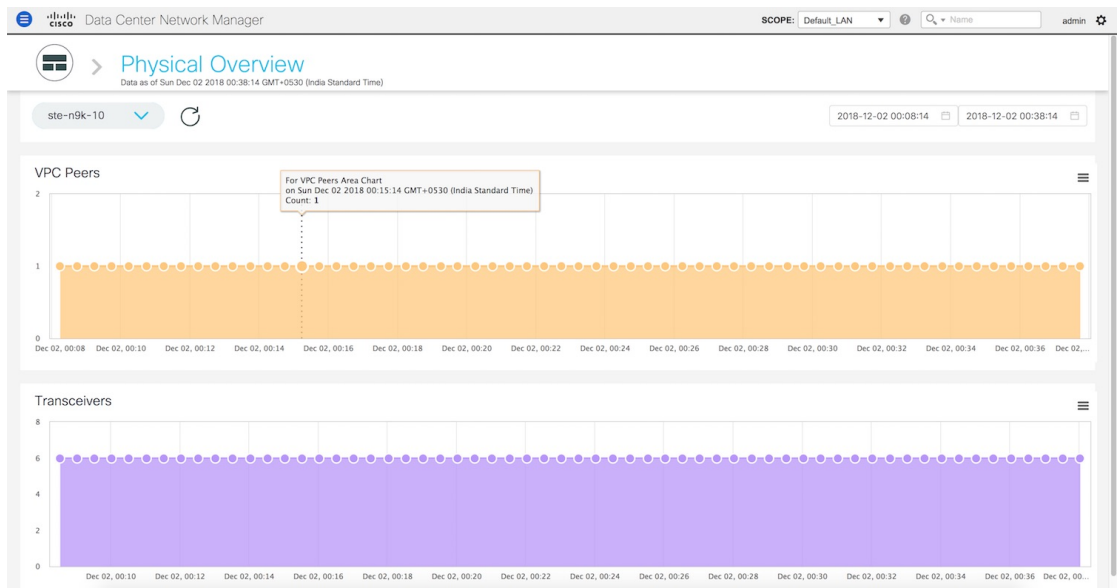 cisco Data Center Network Manager SCOPE: Default_LAN ? Name admin
Physical Overview
Data as of Sun Dec 02 2018 00:38:14 GMT+0530 (India Standard Time)
ste-n9k-10 2018-12-02 00:08:14 2018-12-02 00:38:14
VPC Peers
For VPC Peers Area Chart
on Sun Dec 02 2018 00:15:14 GMT+0530 (India Standard Time)
Count: 1
2
1
0
Dec 02, 00:08 Dec 02, 00:10 Dec 02, 00:12 Dec 02, 00:14 Dec 02, 00:16 Dec 02, 00:18 Dec 02, 00:20 Dec 02, 00:22 Dec 02, 00:24 Dec 02, 00:26 Dec 02, 00:28 Dec 02, 00:30 Dec 02, 00:32 Dec 02, 00:34 Dec 02, 00:36 Dec 02,...
Transceivers
8
6
4
2
0
Dec 02, 00:10 Dec 02, 00:12 Dec 02, 00:14 Dec 02, 00:16 Dec 02, 00:18 Dec 02, 00:20 Dec 02, 00:22 Dec 02, 00:24 Dec 02, 00:26 Dec 02, 00:28 Dec 02, 00:30 Dec 02, 00:32 Dec 02, 00:34 Dec 02, 00:36 Dec 02, 00...